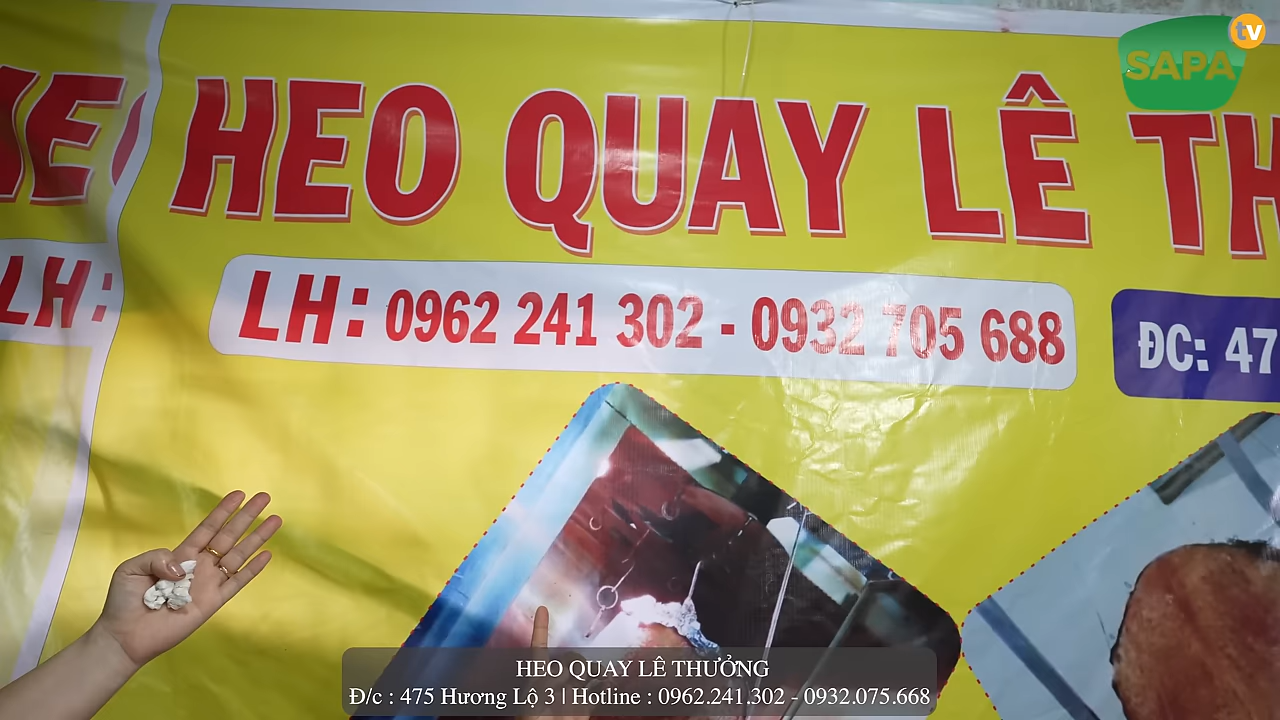 SAPA tv
HEO QUAY LÊ TH
LH: 0962 241 302 - 0932 705 688
ĐC: 47
HE
LH:
HEO QUAY LÊ THƯỞNG
Đ/c : 475 Hương Lộ 3 | Hotline : 0962.241.302 - 0932.075.668